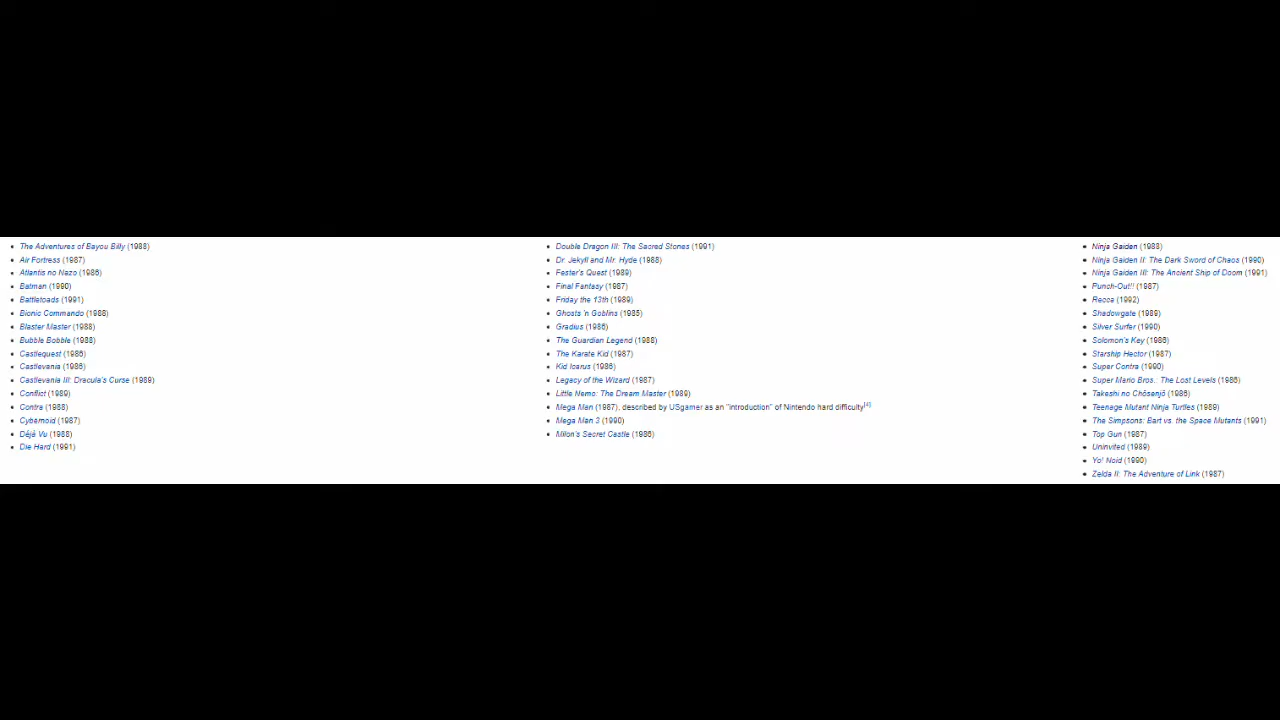 The Adventures of Bayou Billy (1988)
Air Fortress (1987)
Atlantis no Nazo (1986)
Batman (1990)
Battletoads (1991)
Bionic Commando (1988)
Blaster Master (1988)
Bubble Bobble (1988)
Castlequest (1986)
Castlevania (1986)
Castlevania III: Dracula's Curse (1989)
Conflict (1989)
Contra (1988)
Cybernoid (1987)
Déjà Vu (1988)
Die Hard (1991)
Double Dragon III: The Sacred Stones (1991)
Dr. Jekyll and Mr. Hyde (1988)
Fester's Quest (1989)
Final Fantasy (1987)
Friday the 13th (1989)
Ghosts 'n Goblins (1985)
Gradius (1986)
The Guardian Legend (1988)
The Karate Kid (1987)
Kid Icarus (1986)
Legacy of the Wizard (1987)
Little Nemo: The Dream Master (1989)
Mega Man (1987), described by USgamer as an "introduction" of Nintendo hard difficulty[4]
Mega Man 3 (1990)
Milon's Secret Castle (1986)
Ninja Gaiden (1988)
Ninja Gaiden II: The Dark Sword of Chaos (1990)
Ninja Gaiden III: The Ancient Ship of Doom (1991)
Punch-Out!! (1987)
Recca (1992)
Shadowgate (1989)
Silver Surfer (1990)
Solomon's Key (1986)
Starship Hector (1987)
Super Contra (1990)
Super Mario Bros.: The Lost Levels (1986)
Takeshi no Chōsenjō (1986)
Teenage Mutant Ninja Turtles (1989)
The Simpsons: Bart vs. the Space Mutants (1991)
Top Gun (1987)
Uninvited (1989)
Yo! Noid (1990)
Zelda II: The Adventure of Link (1987)